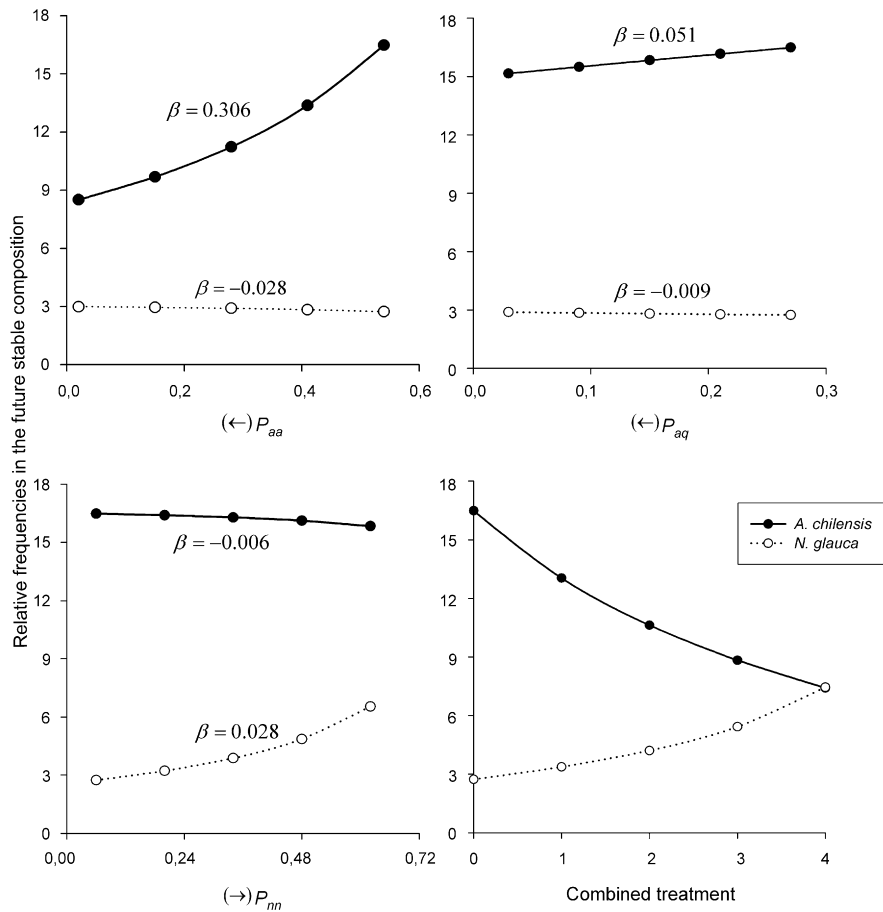 Relative frequencies in the future stable composition
18
15
12
9
6
3
0
β = 0.306
β = −0.028
0,0 0,2 0,4 0,6
(←) Paa
18
15
12
9
6
3
0
β = 0.051
β = −0.009
0,0 0,1 0,2 0,3
(←) Paq
18
15
12
9
6
3
0
β = −0.006
β = 0.028
0,00 0,24 0,48 0,72
(→) Pnn
18
15
12
9
6
3
0
A. chilensis
N. glauca
0 1 2 3 4
Combined treatment